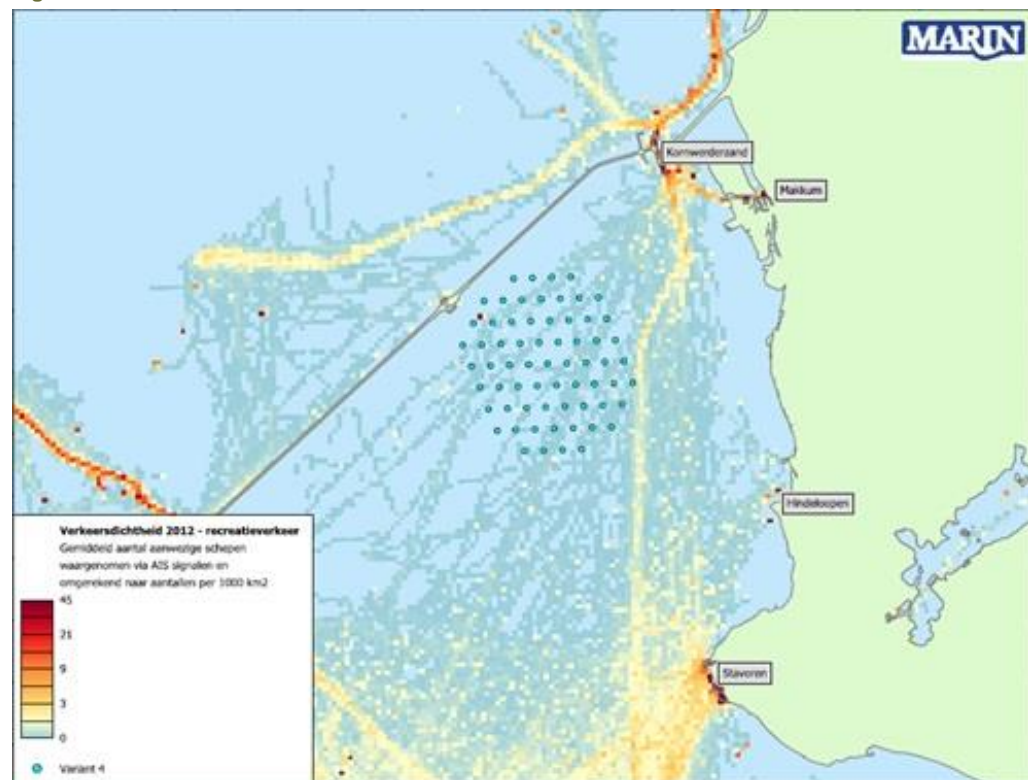 MARIN
Kornwerderzand
Makkum
Hindeloopen
Stavoren
Verkeersdichtheid 2012 - recreatieverkeer
Gemiddeld aantal aanwezige schepen
waargenomen via AIS signalen en
omgerekend naar aantallen per 1000 km2
45
21
9
3
0
Variant 4